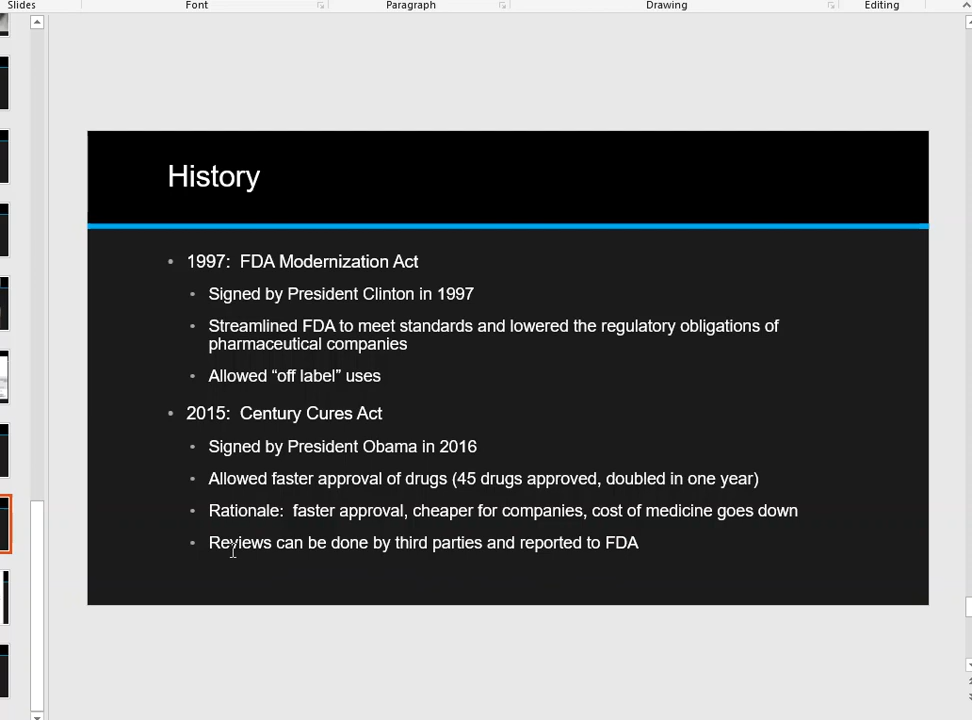 Slides Font Paragraph Drawing Editing
History
• 1997:  FDA Modernization Act
• Signed by President Clinton in 1997
• Streamlined FDA to meet standards and lowered the regulatory obligations of
pharmaceutical companies
• Allowed “off label” uses
• 2015:  Century Cures Act
• Signed by President Obama in 2016
• Allowed faster approval of drugs (45 drugs approved, doubled in one year)
• Rationale:  faster approval, cheaper for companies, cost of medicine goes down
• Reviews can be done by third parties and reported to FDA